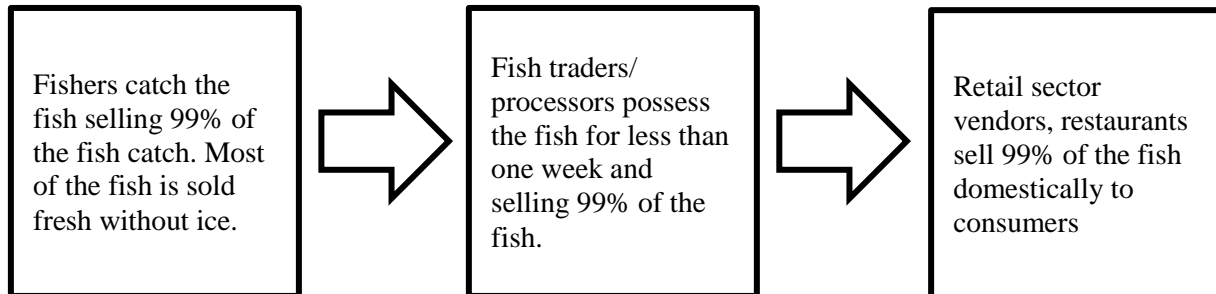 Fishers catch the
fish selling 99% of
the fish catch. Most
of the fish is sold
fresh without ice.
Fish traders/
processors possess
the fish for less than
one week and
selling 99% of the
fish.
Retail sector
vendors, restaurants
sell 99% of the fish
domestically to
consumers